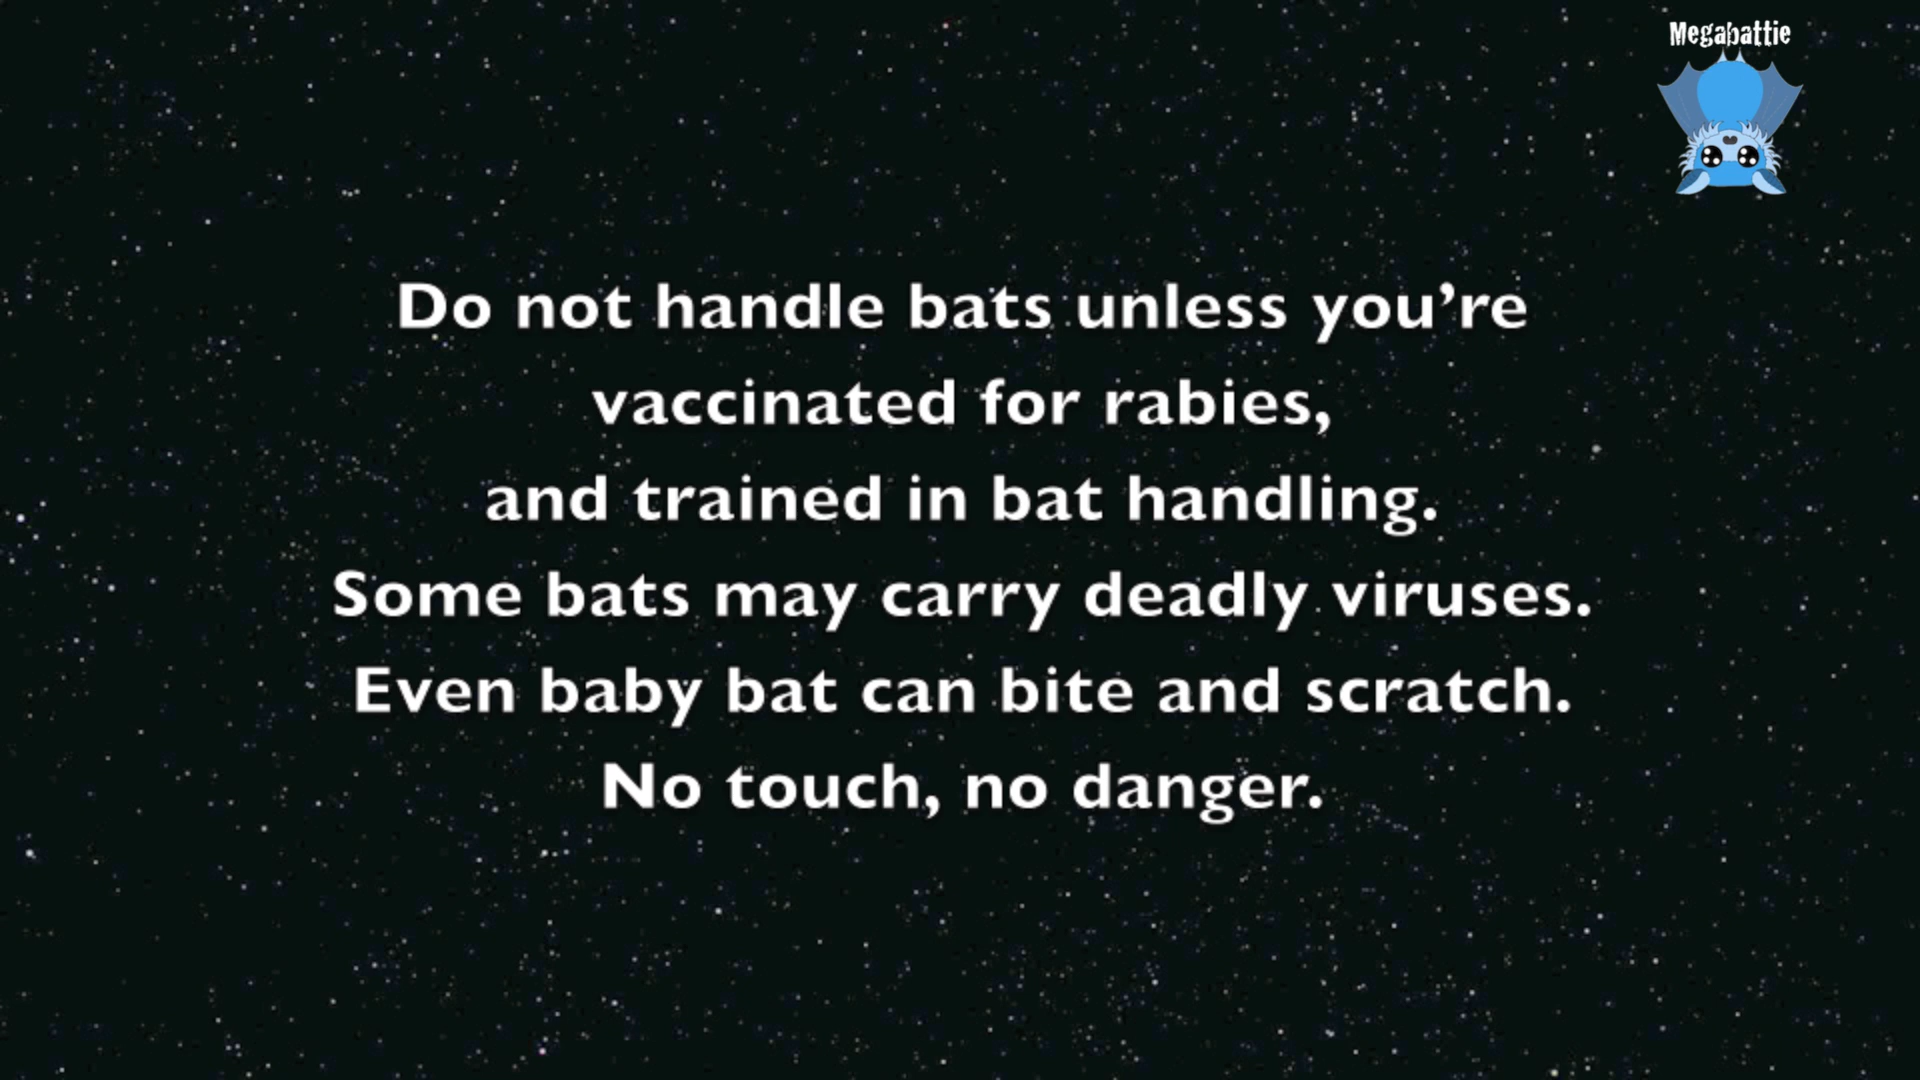 Megabattie
Do not handle bats unless you’re
vaccinated for rabies,
and trained in bat handling.
Some bats may carry deadly viruses.
Even baby bat can bite and scratch.
No touch, no danger.